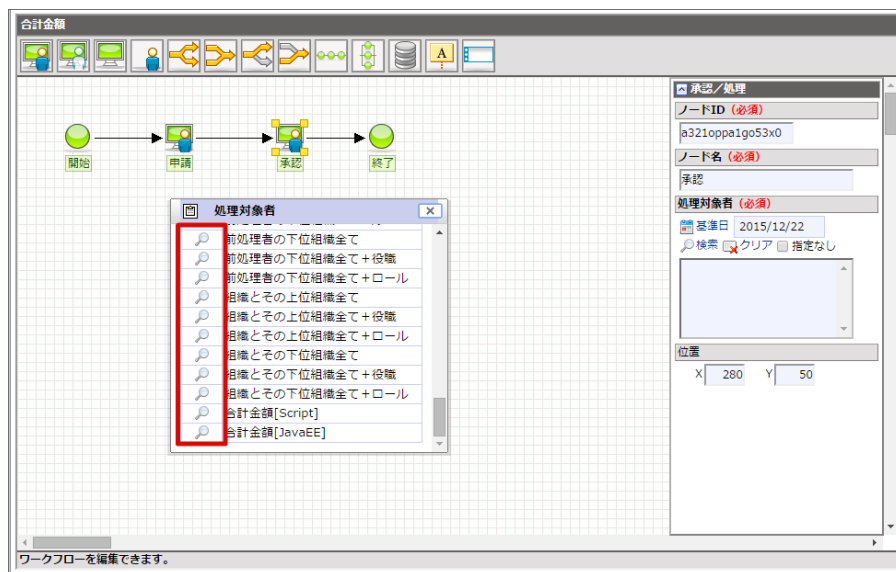 合計金額
A
開始
申請
承認
終了
処理対象者
前処理者の下位組織全て
前処理者の下位組織全て+役職
前処理者の下位組織全て+ロール
組織とその上位組織全て
組織とその上位組織全て+役職
組織とその上位組織全て+ロール
組織とその下位組織全て
組織とその下位組織全て+役職
組織とその下位組織全て+ロール
合計金額[Script]
合計金額[JavaEE]
承認/処理
ノードID (必須)
a321oppa1go53x0
ノード名 (必須)
承認
処理対象者 (必須)
基準日 2015/12/22
検索 クリア 指定なし
位置
X 280 Y 50
ワークフローを編集できます。